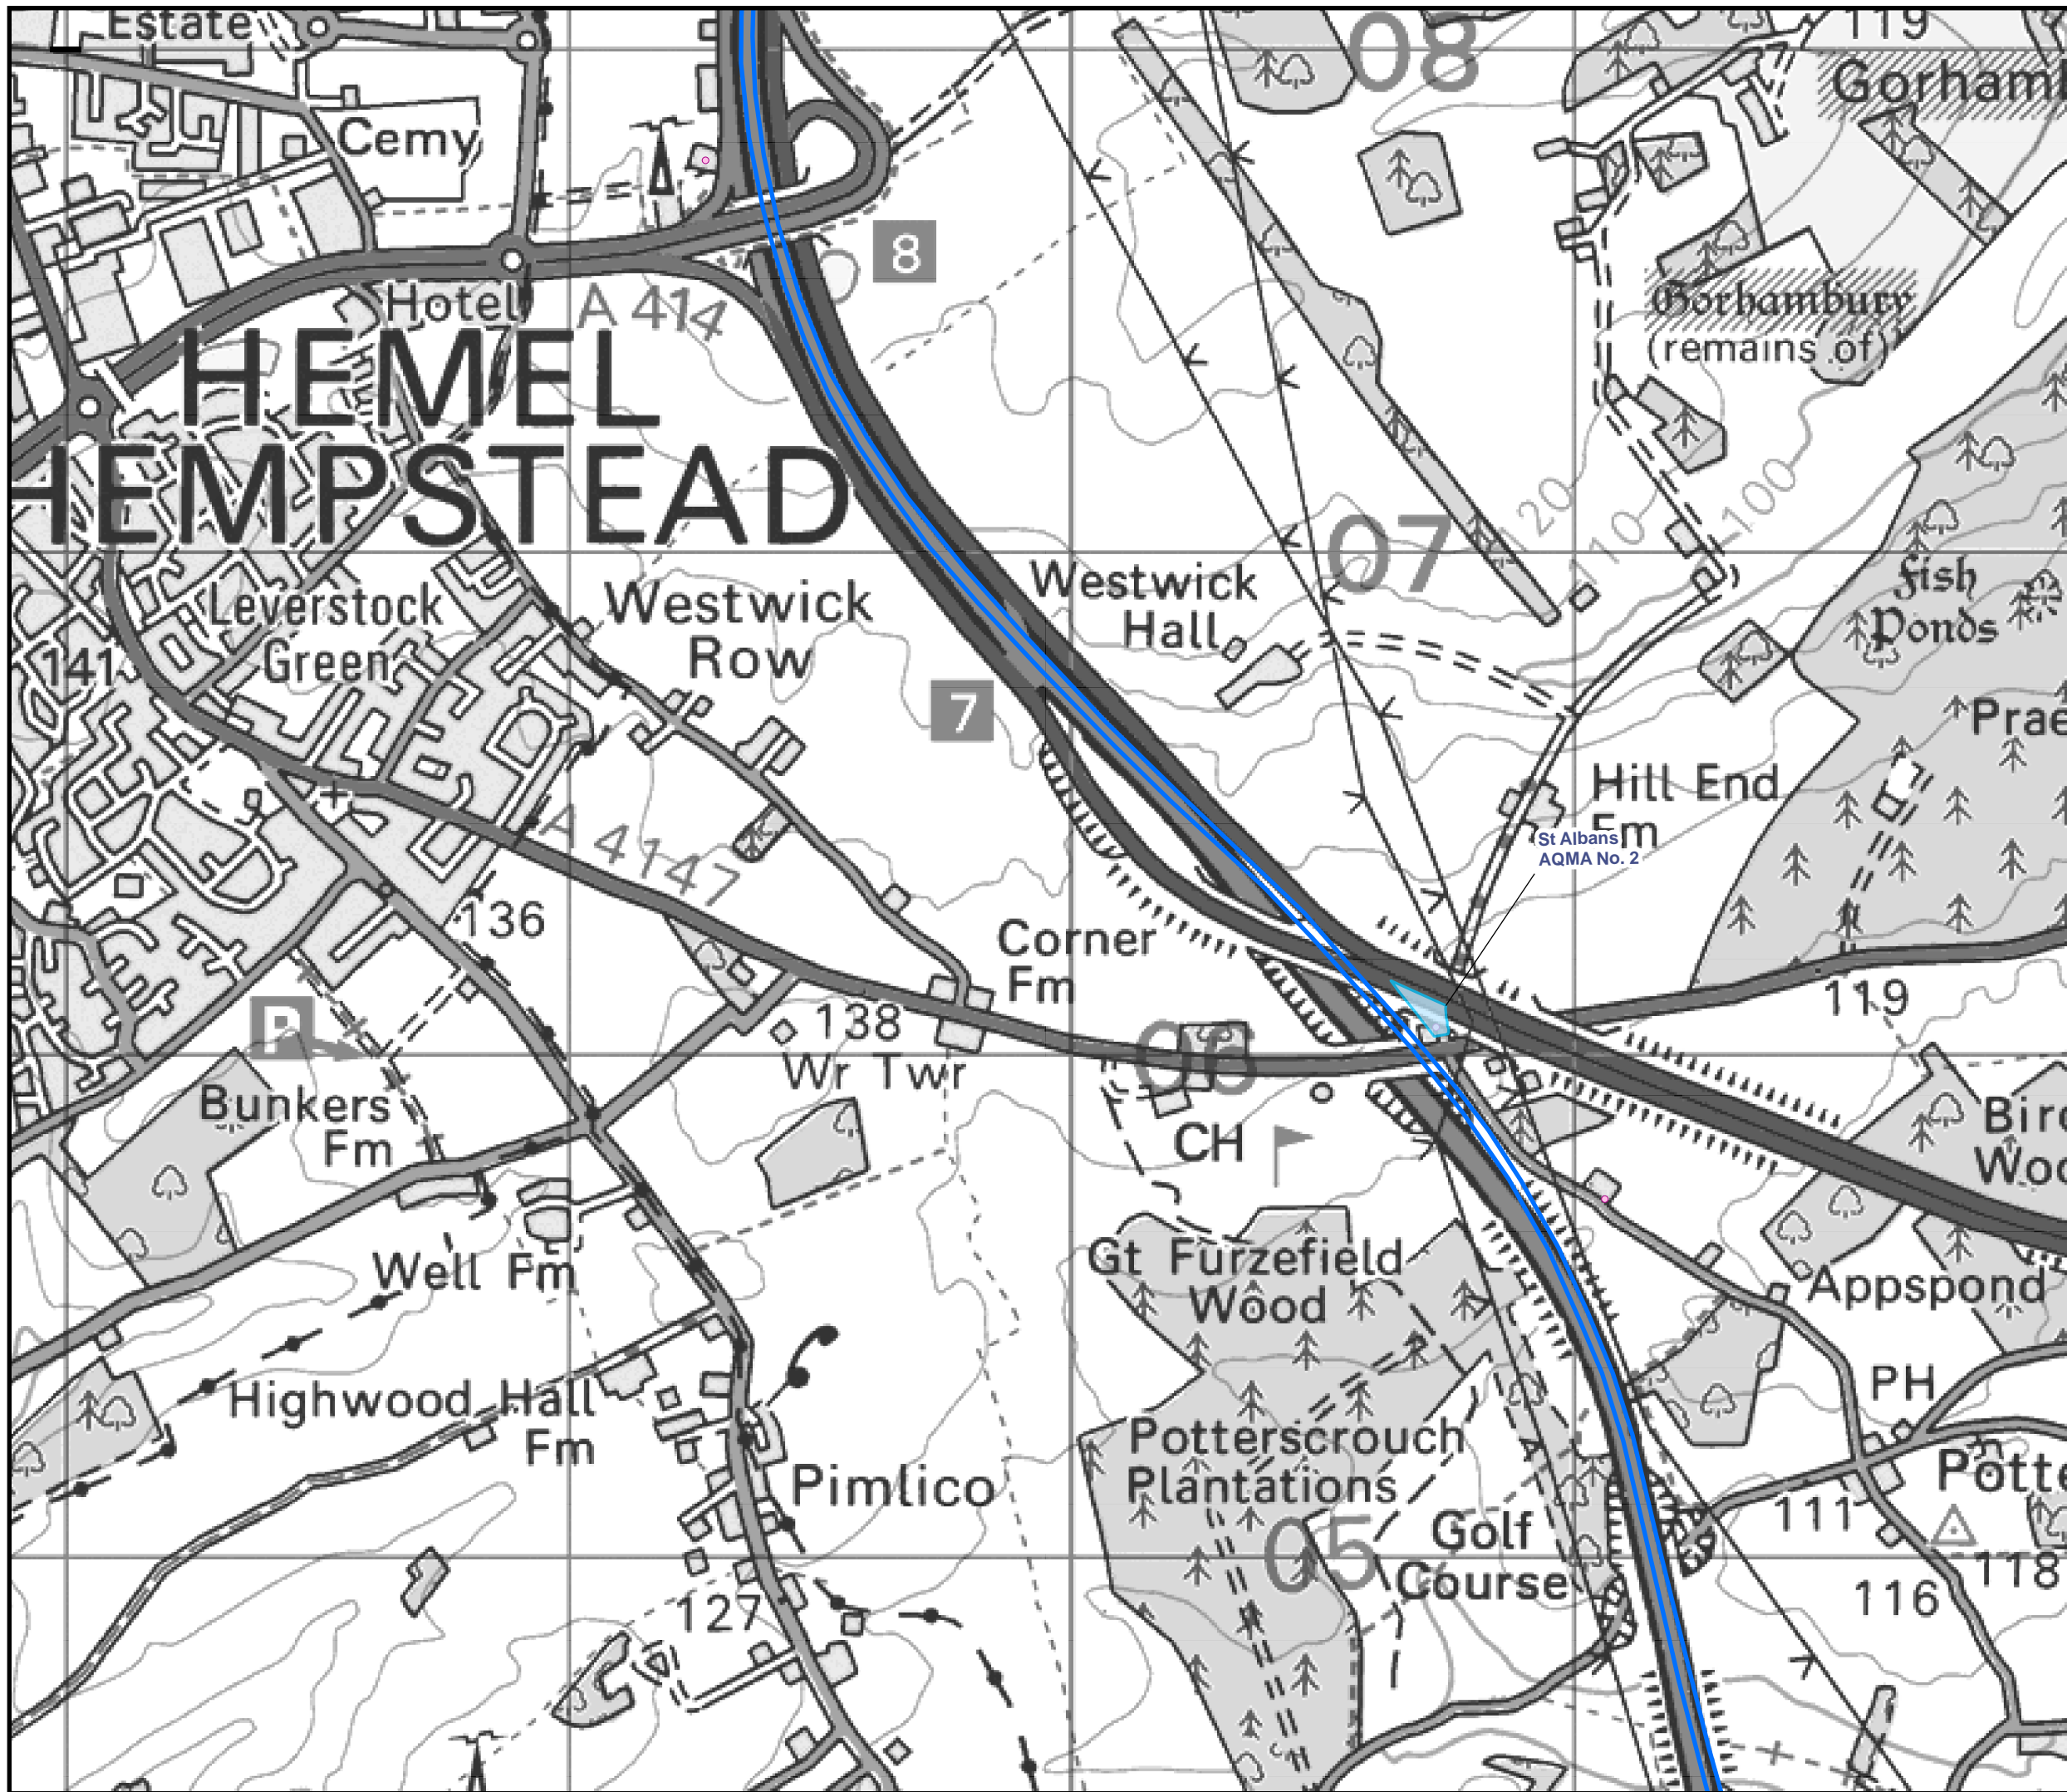 Estate
08
119
Gorhamb
Cemy
8
Hotel
A 414
Gorhambury
(remains of)
HEMEL
HEMPSTEAD
120
110
100
07
Westwick
Hall
Fish
Ponds
Leverstock
Green
Westwick
Row
141
7
Prae
Hill End
Fm
St Albans
AQMA No. 2
A 4147
136
Corner
Fm
119
P
138
Wr Twr
06
Bunkers
Fm
CH
Bird
Woo
Well Fm
Gt Furzefield
Wood
Appspond
PH
Highwood Hall
Fm
Potterscrouch
Plantations
Potte
Pimlico
111
Golf
Course
05
118
116
127